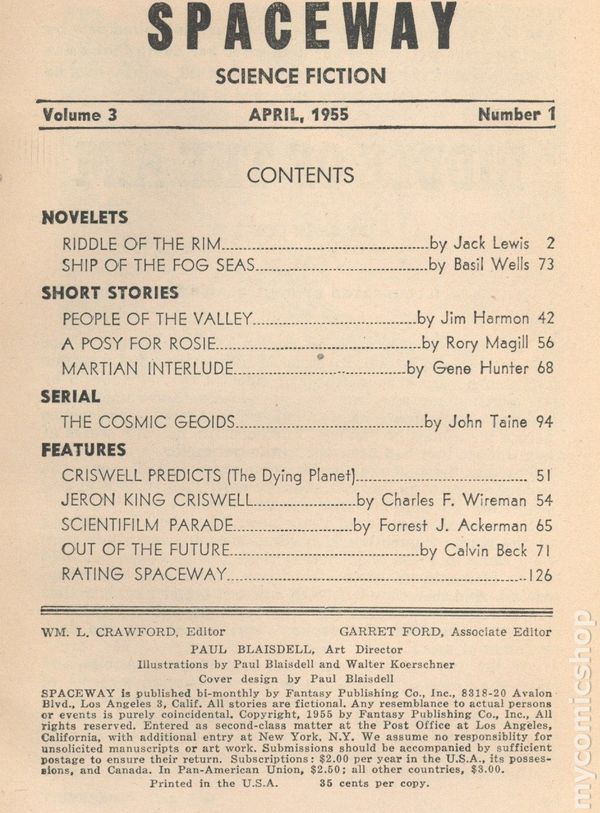 SPACEWAY
SCIENCE FICTION
Volume 3 APRIL, 1955 Number 1
CONTENTS
NOVELETS
RIDDLE OF THE RIM by Jack Lewis 2
SHIP OF THE FOG SEAS by Basil Wells 73
SHORT STORIES
PEOPLE OF THE VALLEY by Jim Harmon 42
A POSY FOR ROSIE by Rory Magill 56
MARTIAN INTERLUDE by Gene Hunter 68
SERIAL
THE COSMIC GEOIDS by John Taine 94
FEATURES
CRISWELL PREDICTS (The Dying Planet) 51
JERON KING CRISWELL by Charles F. Wireman 54
SCIENTIFILM PARADE by Forrest J. Ackerman 65
OUT OF THE FUTURE by Calvin Beck 71
RATING SPACEWAY 126
WM. L. CRAWFORD, Editor GARRET FORD, Associate Editor
PAUL BLAISDELL, Art Director
Illustrations by Paul Blaisdell and Walter Koerschner
Cover design by Paul Blaisdell
SPACEWAY is published bi-monthly by Fantasy Publishing Co., Inc., 8318-20 Avalon
Blvd., Los Angeles 3, Calif. All stories are fictional. Any resemblance to actual persons
or events is purely coincidental. Copyright, 1955 by Fantasy Publishing Co., Inc., All
rights reserved. Entered as second-class matter at the Post Office at Los Angeles,
California, with additional entry at New York, N.Y. We assume no responsiblity for
unsolicited manuscripts or art work. Submissions should be accompanied by sufficient
postage to ensure their return. Subscriptions: $2.00 per year in the U.S.A., its posses-
sions, and Canada. In Pan-American Union, $2.50; all other countries, $3.00.
Printed in the U.S.A. 35 cents per copy.
mycomicshop